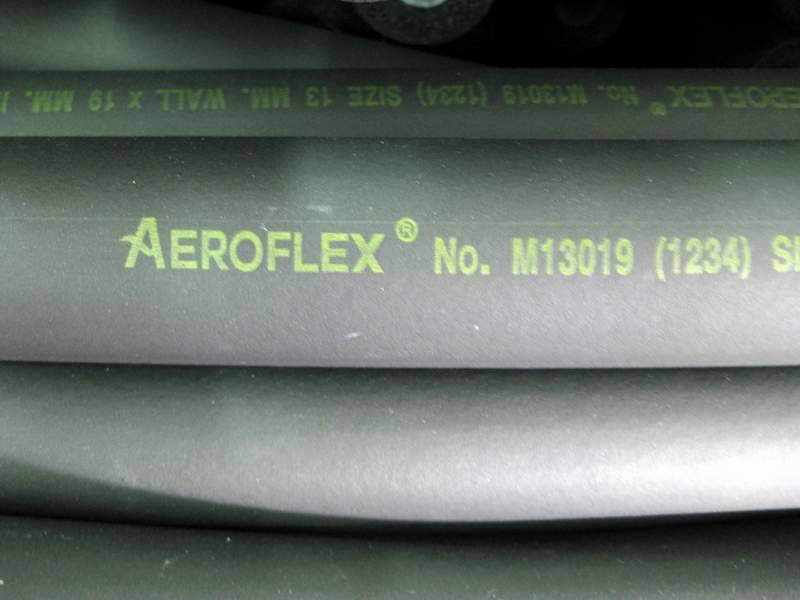 AEROFLEX® No. M13019 (1234) SIZE 13 MM. WALL x 19 MM.
AEROFLEX® No. M13019 (1234)